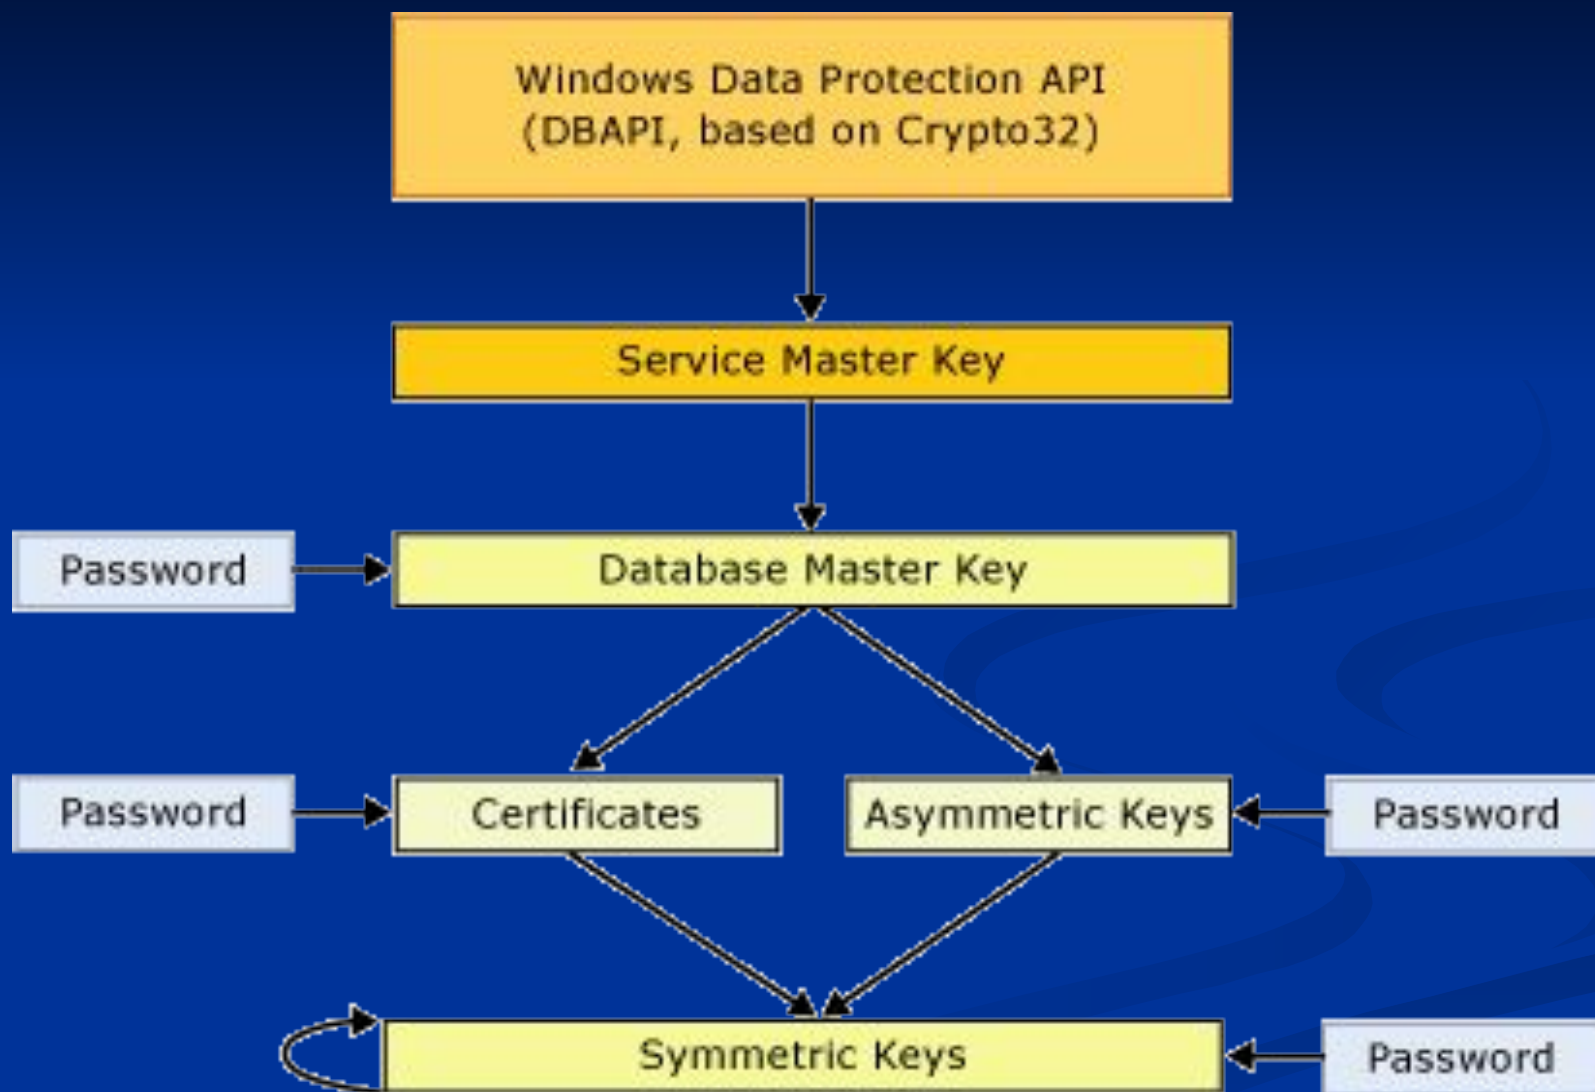 Windows Data Protection API
(DBAPI, based on Crypto32)
Service Master Key
Password
Database Master Key
Password
Certificates
Asymmetric Keys
Password
Symmetric Keys
Password